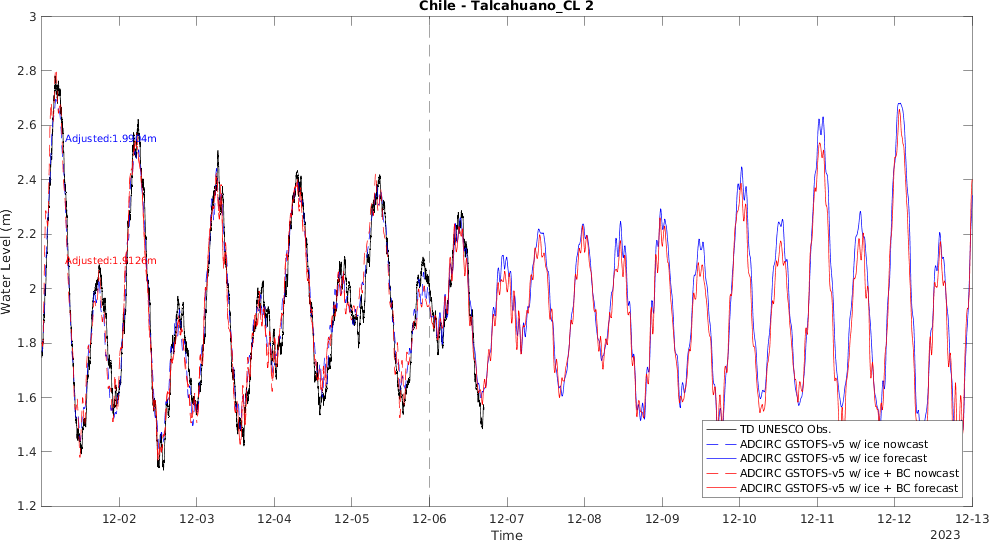 Chile - Talcahuano_CL 2
3
2.8
2.6
2.4
2.2
2
1.8
1.6
1.4
1.2
Water Level (m)
Adjusted:1.9904m
Adjusted:1.9126m
12-02
12-03
12-04
12-05
12-06
12-07
12-08
12-09
12-10
12-11
12-12
12-13
Time
2023
TD UNESCO Obs.
ADCIRC GSTOFS-v5 w/ ice nowcast
ADCIRC GSTOFS-v5 w/ ice forecast
ADCIRC GSTOFS-v5 w/ ice + BC nowcast
ADCIRC GSTOFS-v5 w/ ice + BC forecast